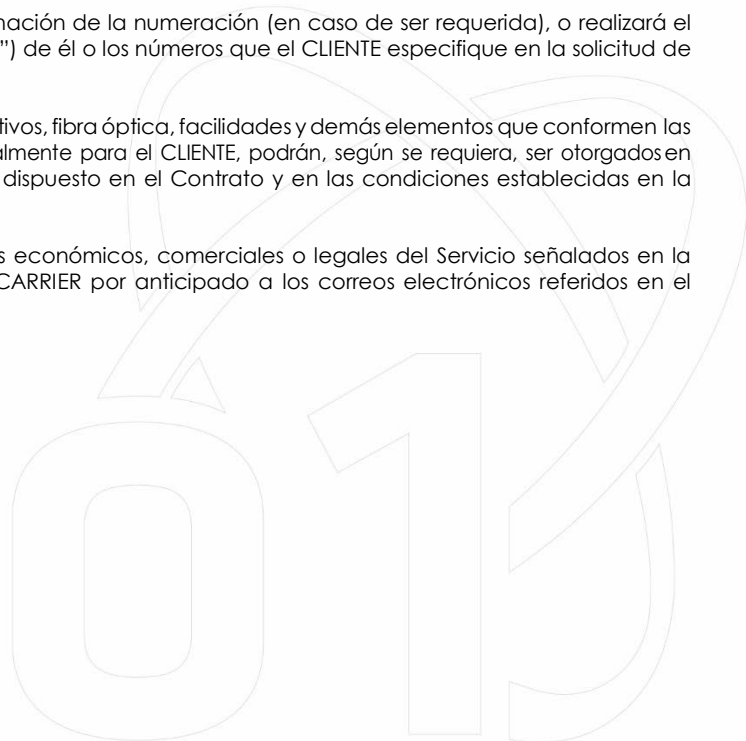 nación de la numeración (en caso de ser requerida), o realizará el
”) de él o los números que el CLIENTE especifique en la solicitud de
tivos, fibra óptica, facilidades y demás elementos que conformen las
almente para el CLIENTE, podrán, según se requiera, ser otorgados en
dispuesto en el Contrato y en las condiciones establecidas en la
s económicos, comerciales o legales del Servicio señalados en la
CARRIER por anticipado a los correos electrónicos referidos en el
01